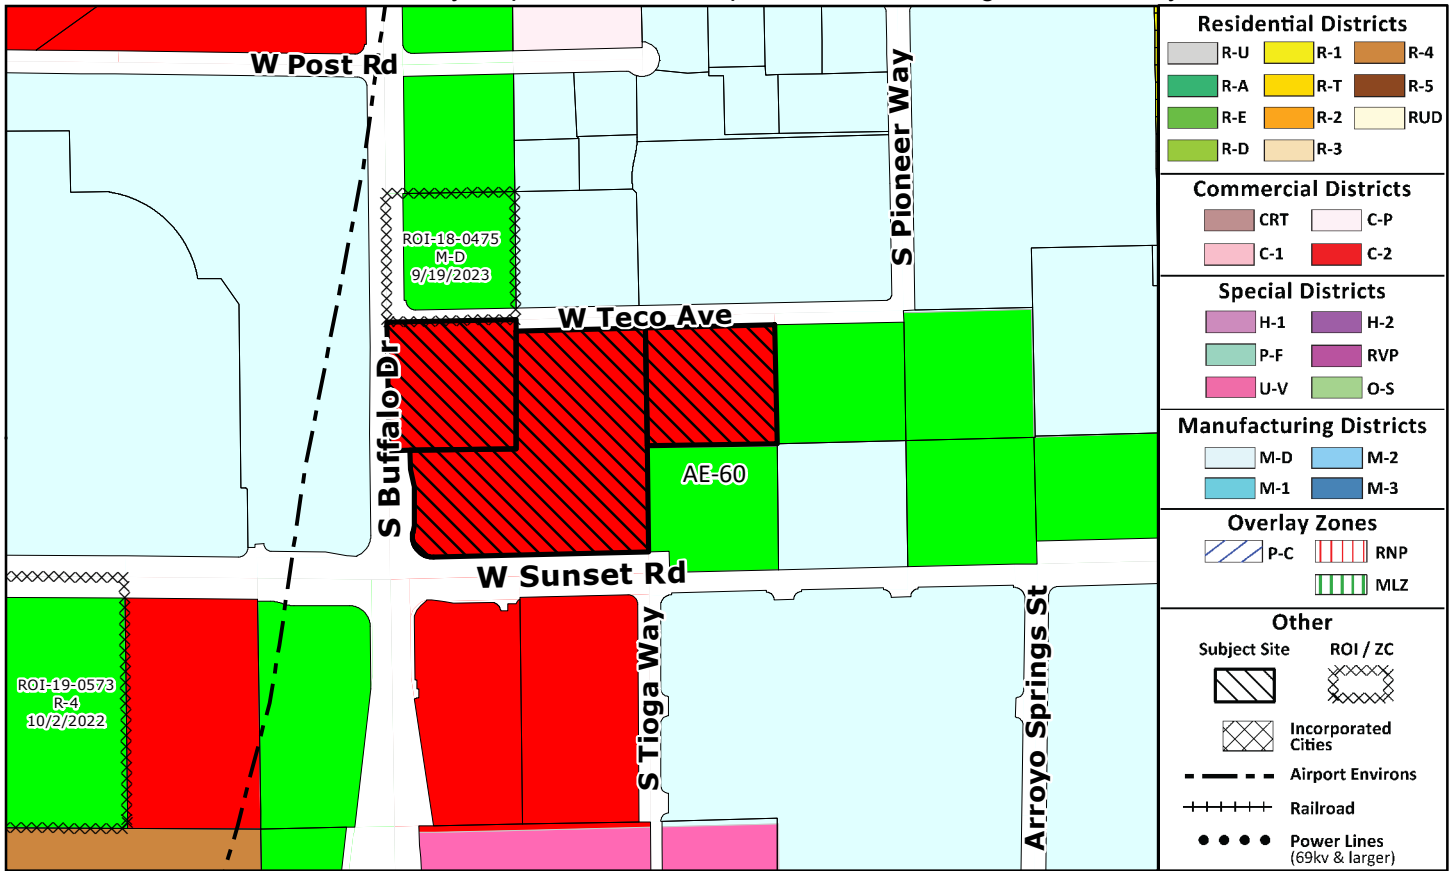 W Post Rd
S Pioneer Way
ROI-18-0475
M-D
9/19/2023
W Teco Ave
S Buffalo Dr
AE-60
W Sunset Rd
ROI-19-0573
R-4
10/2/2022
S Tioga Way
Arroyo Springs St
Residential Districts
R-U R-1 R-4
R-A R-T R-5
R-E R-2 RUD
R-D R-3
Commercial Districts
CRT C-P
C-1 C-2
Special Districts
H-1 H-2
P-F RVP
U-V O-S
Manufacturing Districts
M-D M-2
M-1 M-3
Overlay Zones
P-C RNP
MLZ
Other
Subject Site ROI / ZC
Incorporated
Cities
Airport Environs
Railroad
Power Lines
(69kv & larger)